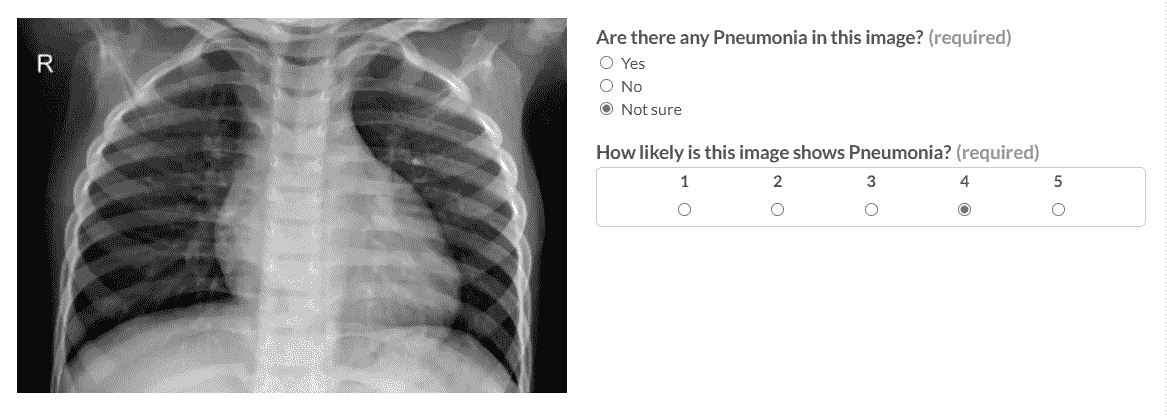 R
Are there any Pneumonia in this image? (required)
Yes
No
Not sure
How likely is this image shows Pneumonia? (required)
1 2 3 4 5